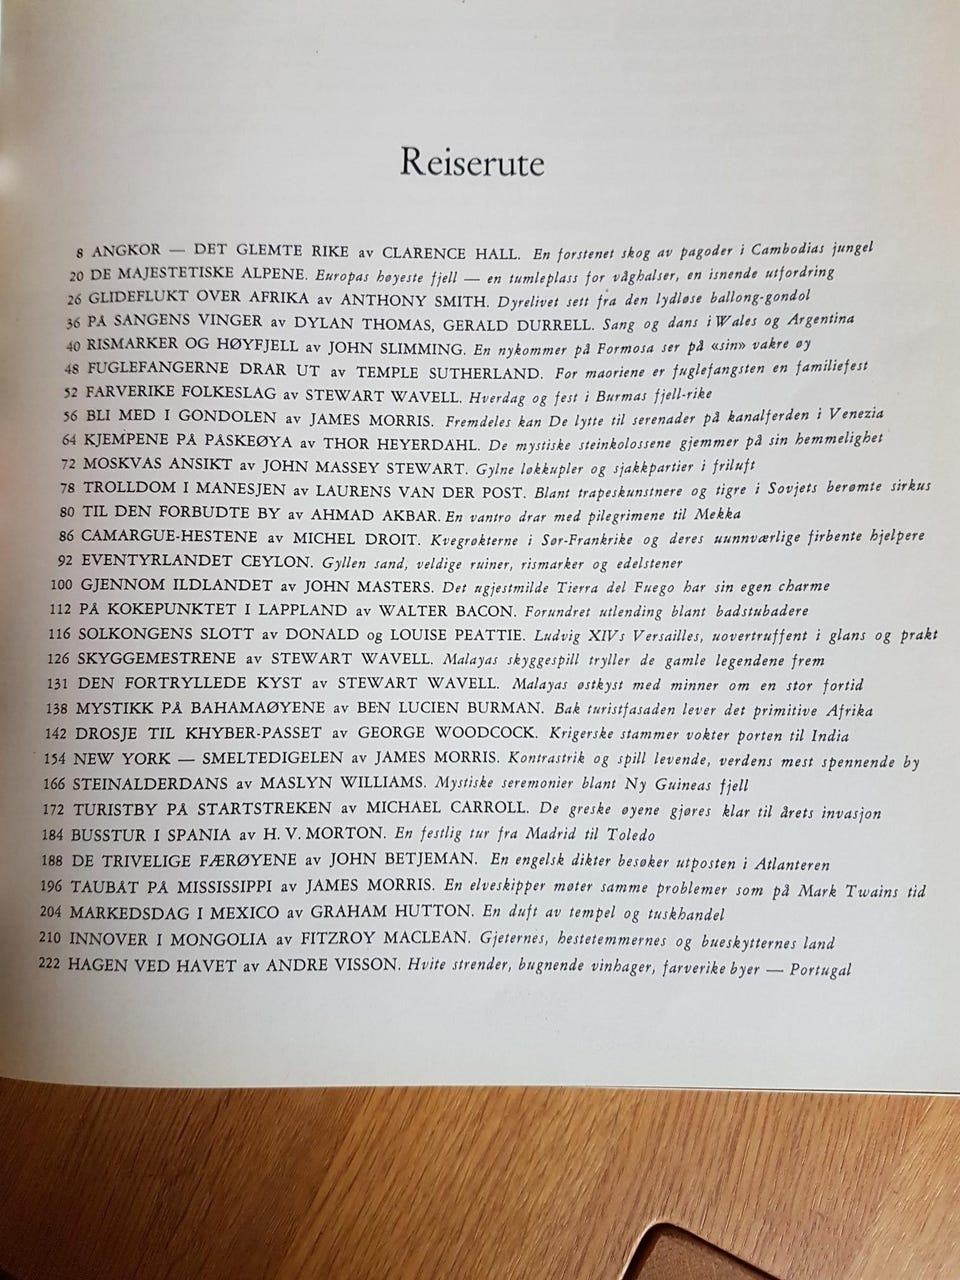 Reiserute
8 ANGKOR — DET GLEMTE RIKE av CLARENCE HALL. En forstenet skog av pagoder i Cambodias jungel
20 DE MAJESTETISKE ALPENE. Europas høyeste fjell — en tumleplass for våghalser, en isnende utfordring
26 GLIDEFLUKT OVER AFRIKA av ANTHONY SMITH. Dyrelivet sett fra den lydløse ballong-gondol
36 PÅ SANGENS VINGER av DYLAN THOMAS, GERALD DURRELL. Sang og dans i Wales og Argentina
40 RISMARKER OG HØYFJELL av JOHN SLIMMING. En nykommer på Formosa ser på «sin» vakre øy
48 FUGLEFANGERNE DRAR UT av TEMPLE SUTHERLAND. For maoriene er fuglefangsten en familiefest
52 FARVERIKE FOLKESLAG av STEWART WAVELL. Hverdag og fest i Burmas fjell-rike
56 BLI MED I GONDOLEN av JAMES MORRIS. Fremdeles kan De lytte til serenader på kanalferden i Venezia
64 KJEMPENE PÅ PÅSKEØYA av THOR HEYERDAHL. De mystiske steinkolossene gjemmer på sin hemmelighet
72 MOSKVAS ANSIKT av JOHN MASSEY STEWART. Gylne løkkupler og sjakkpartier i friluft
78 TROLLDOM I MANESJEN av LAURENS VAN DER POST. Blant trapeskunstnere og tigre i Sovjets berømte sirkus
80 TIL DEN FORBUDTE BY av AHMAD AKBAR. En vantro drar med pilegrimene til Mekka
86 CAMARGUE-HESTENE av MICHEL DROIT. Kvegrøkterne i Sør-Frankrike og deres uunnværlige firbente hjelpere
92 EVENTYRLANDET CEYLON. Gyllen sand, veldige ruiner, rismarker og edelstener
100 GJENNOM ILDLANDET av JOHN MASTERS. Det ugjestmilde Tierra del Fuego har sin egen charme
112 PÅ KOKEPUNKTET I LAPPLAND av WALTER BACON. Forundret utlending blant badstubadere
116 SOLKONGENS SLOTT av DONALD og LOUISE PEATTIE. Ludvig XIVs Versailles, uovertruffent i glans og prakt
126 SKYGGEMESTRENE av STEWART WAVELL. Malayas skyggespill tryller de gamle legendene frem
131 DEN FORTRYLLEDE KYST av STEWART WAVELL. Malayas østkyst med minner om en stor fortid
138 MYSTIKK PÅ BAHAMAØYENE av BEN LUCIEN BURMAN. Bak turistfasaden lever det primitive Afrika
142 DROSJE TIL KHYBER-PASSET av GEORGE WOODCOCK. Krigerske stammer vokter porten til India
154 NEW YORK — SMELTEDIGELEN av JAMES MORRIS. Kontrastrik og spill levende, verdens mest spennende by
166 STEINALDERDANS av MASLYN WILLIAMS. Mystiske seremonier blant Ny Guineas fjell
172 TURISTBY PÅ STARTSTREKEN av MICHAEL CARROLL. De greske øyene gjøres klar til årets invasjon
184 BUSSTUR I SPANIA av H. V. MORTON. En festlig tur fra Madrid til Toledo
188 DE TRIVELIGE FÆRØYENE av JOHN BETJEMAN. En engelsk dikter besøker utposten i Atlanteren
196 TAUBÅT PÅ MISSISSIPPI av JAMES MORRIS. En elveskipper møter samme problemer som på Mark Twains tid
204 MARKEDSDAG I MEXICO av GRAHAM HUTTON. En duft av tempel og tuskhandel
210 INNOVER I MONGOLIA av FITZROY MACLEAN. Gjeternes, hestetemmernes og bueskytternes land
222 HAGEN VED HAVET av ANDRE VISSON. Hvite strender, bugnende vinhager, farverike byer — Portugal